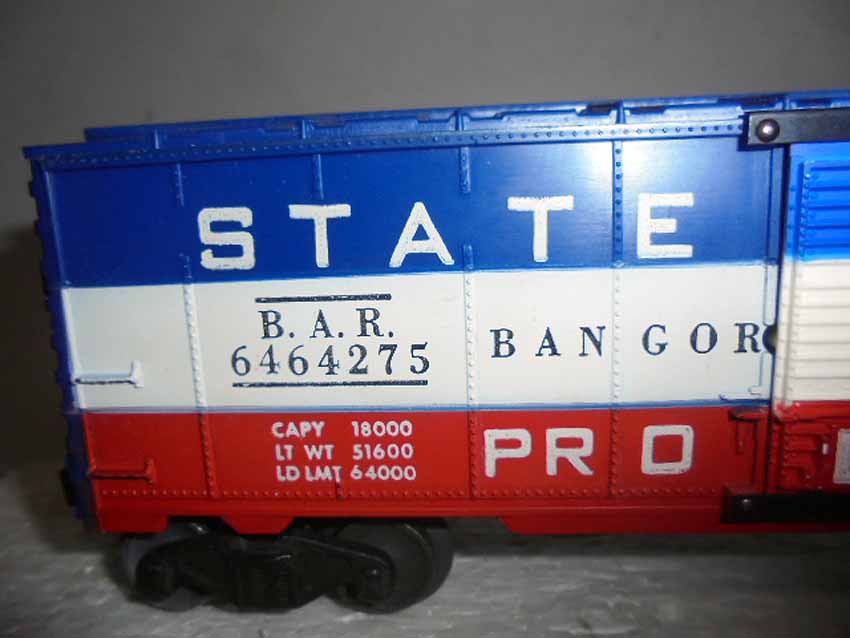 STATE
B. A. R.
6464275
BANGOR
CAPY 18000
LT WT 51600
LD LMT 64000
PRO